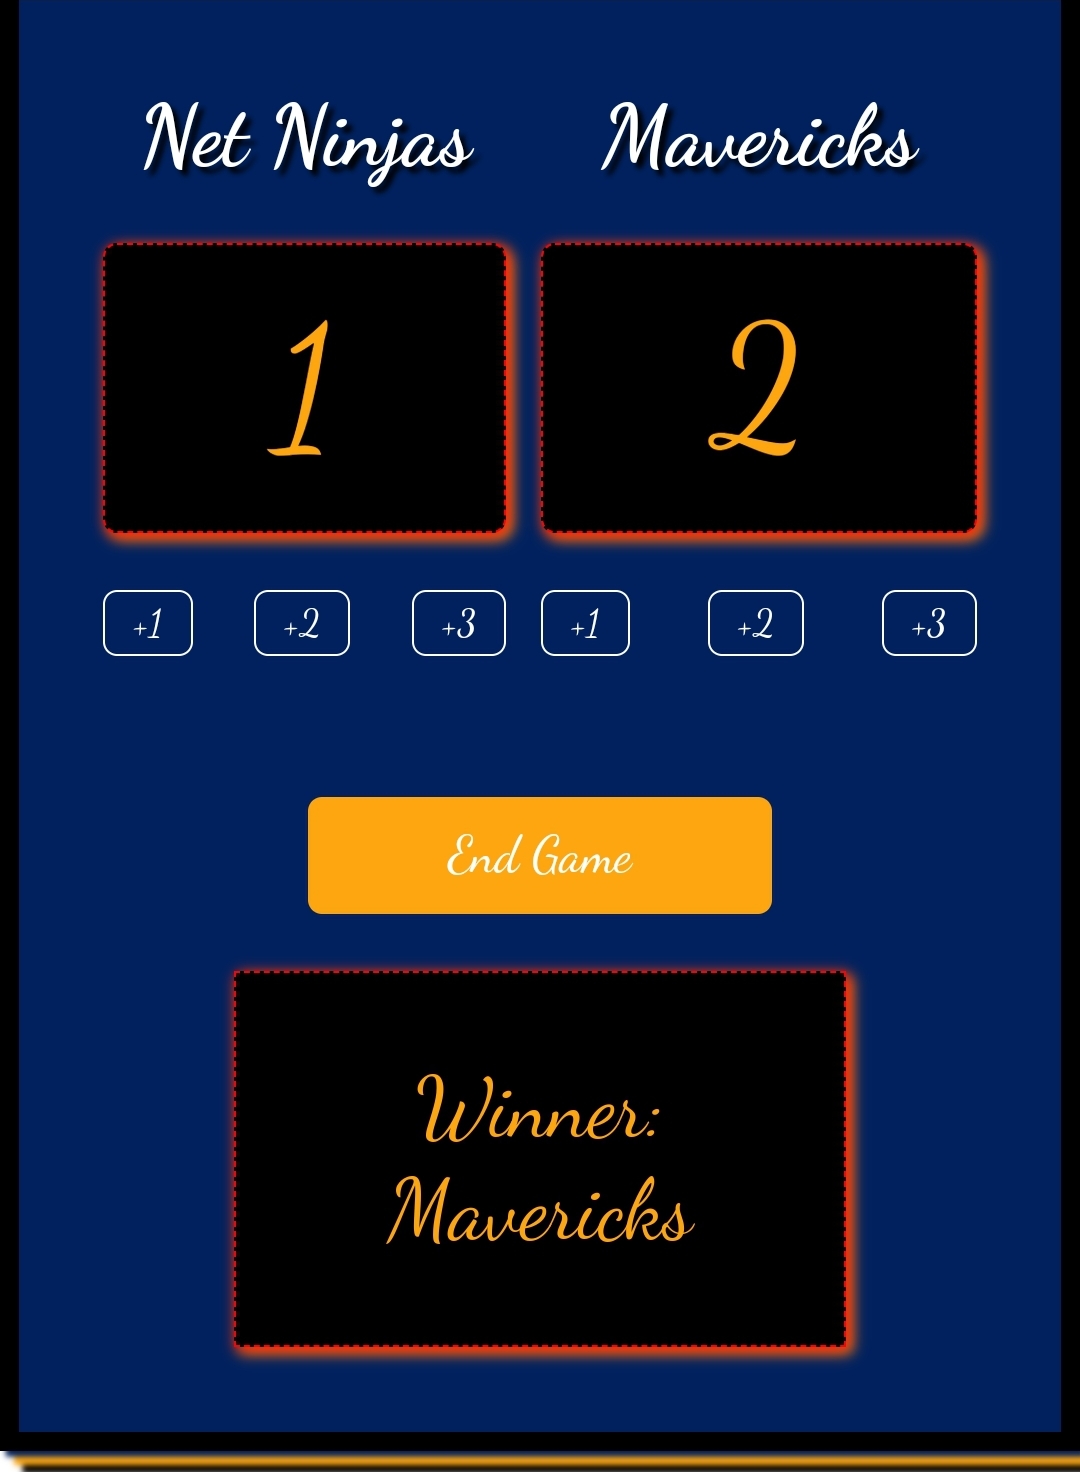 Net Ninjas Mavericks
1 2
+1 +2 +3 +1 +2 +3
End Game
Winner:
Mavericks